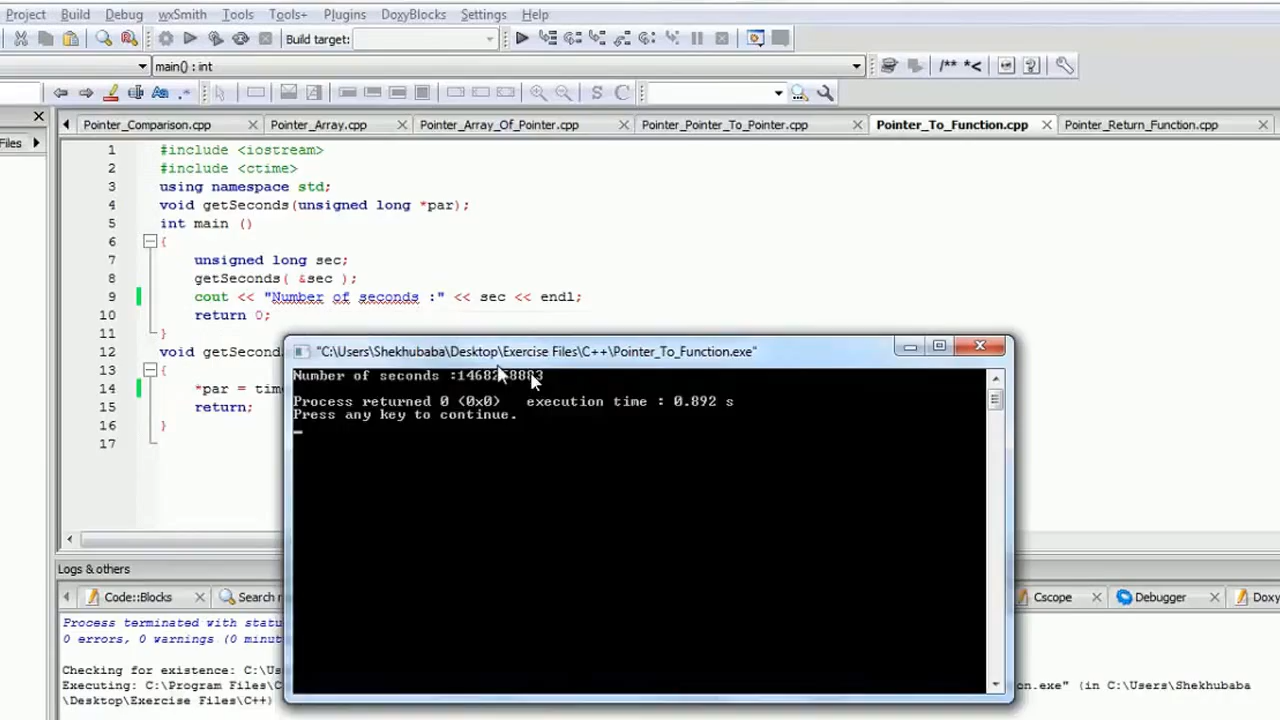 Project Build Debug wxSmith Tools Tools+ Plugins DoxyBlocks Settings Help
Build target:
main() : int /** *<
Files
Pointer_Comparison.cpp Pointer_Array.cpp Pointer_Array_Of_Pointer.cpp Pointer_Pointer_To_Pointer.cpp Pointer_To_Function.cpp Pointer_Return_Function.cpp
1 #include <iostream>
2 #include <ctime>
3 using namespace std;
4 void getSeconds(unsigned long *par);
5 int main ()
6 {
7 unsigned long sec;
8 getSeconds( &sec );
9 cout << "Number of seconds :" << sec << endl;
10 return 0;
11 }
12 void getSecond
13 {
14 *par = time
15 return;
16 }
17
"C:\Users\Shekhubaba\Desktop\Exercise Files\C++\Pointer_To_Function.exe"
Number of seconds :
Process returned 0 (0x0) execution time : 0.892 s
Press any key to continue.
Logs & others
Code::Blocks Search Cscope Debugger Doxy
Process terminated with statu
0 errors, 0 warnings (0 minut
Checking for existence: C:\Us
Executing: C:\Program Files\C on.exe" (in C:\Users\Shekhubaba
\Desktop\Exercise Files\C++)